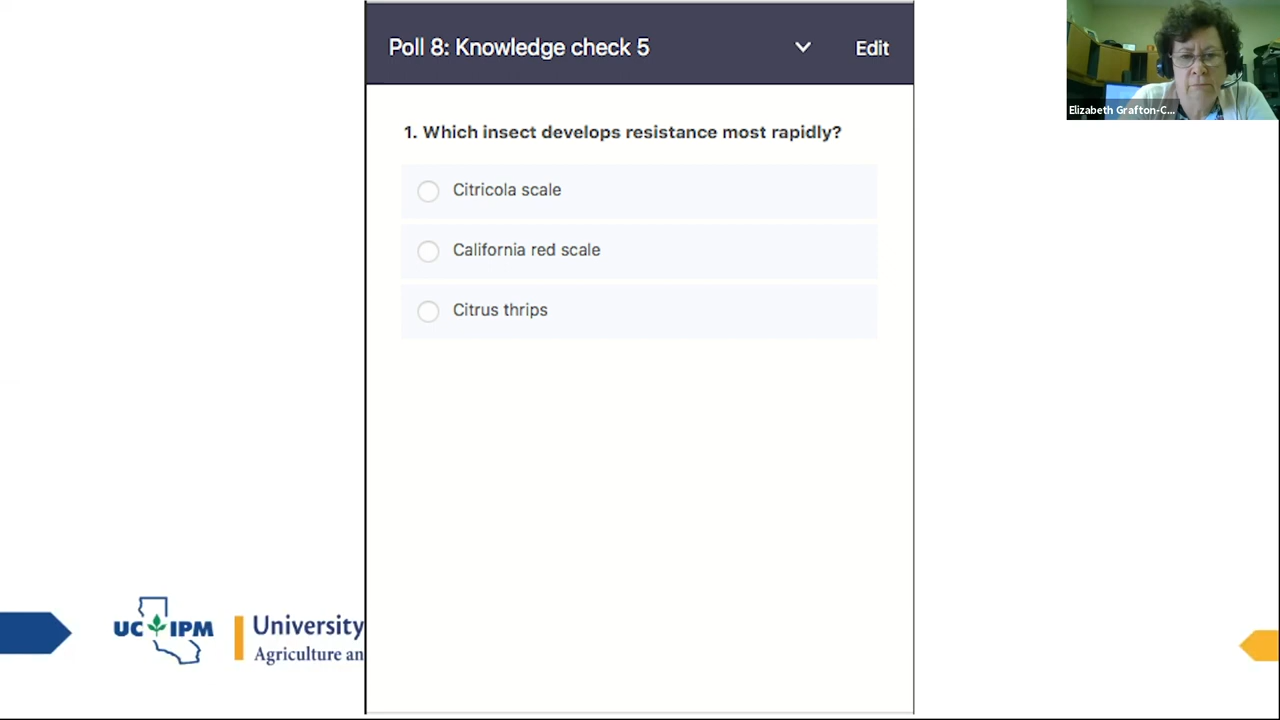 Poll 8: Knowledge check 5
Edit
Elizabeth Grafton-C...
1. Which insect develops resistance most rapidly?
Citricola scale
California red scale
Citrus thrips
UC IPM
University
Agriculture an